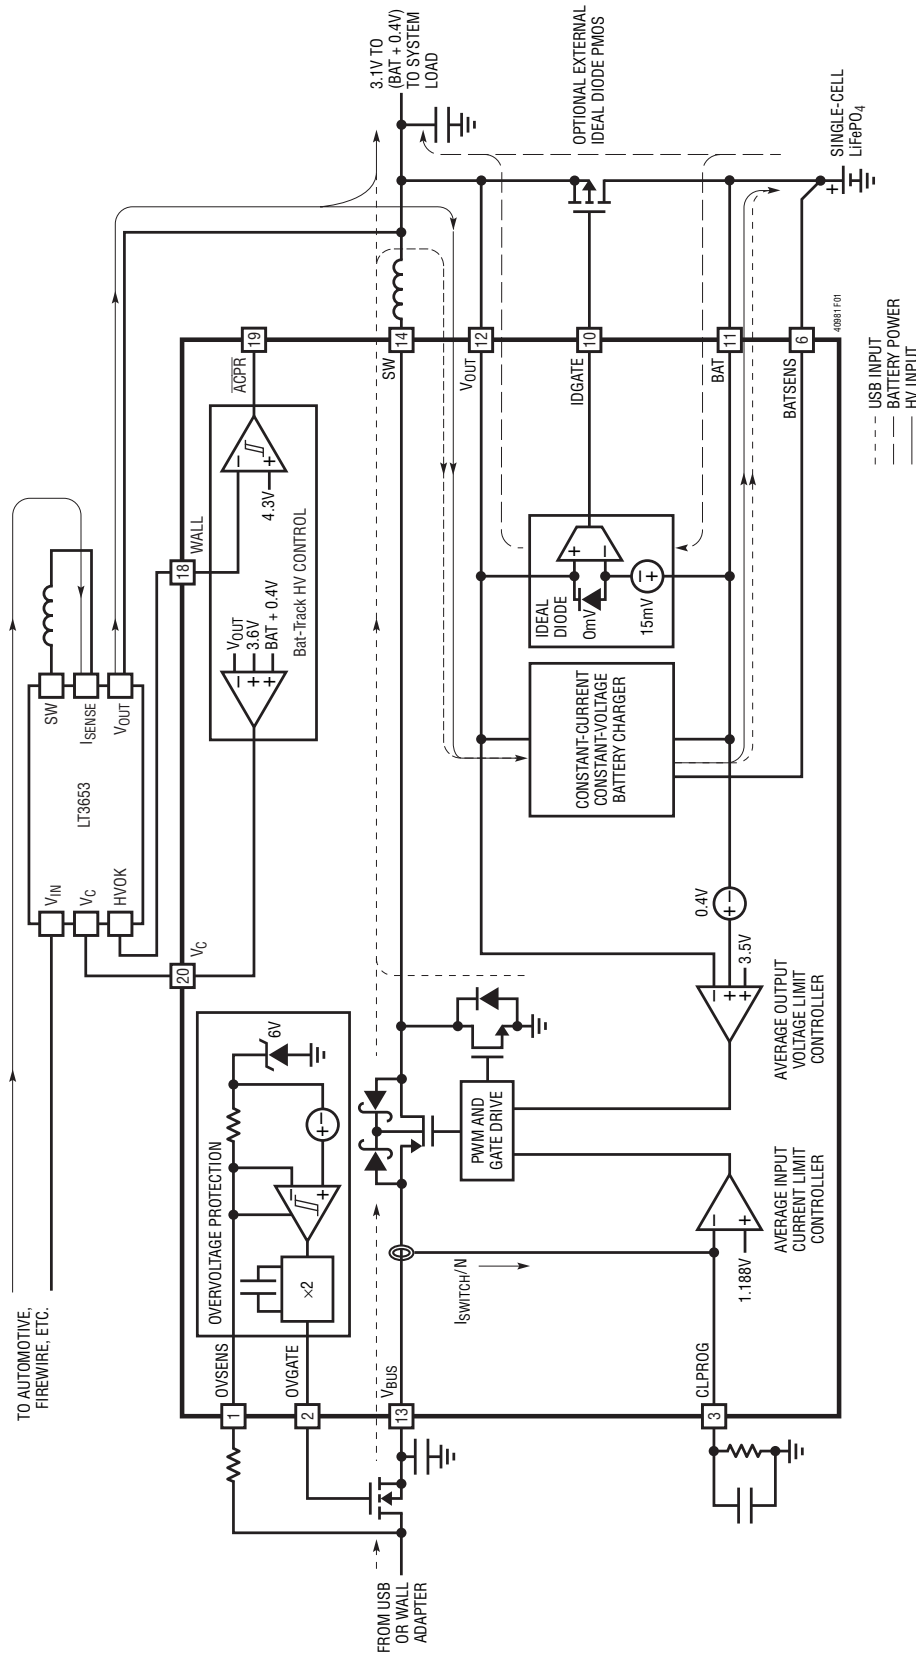 TO AUTOMOTIVE,
FIREWIRE, ETC.
VIN
VC
HVOK
LT3653
SW
ISENSE
VOUT
20
VC
18
WALL
19
ACPR
VOUT
3.6V
BAT + 0.4V
4.3V
Bat-Track HV CONTROL
– + +
– +
OVERVOLTAGE PROTECTION
6V
×2
– +
+ –
1
OVSENS
2
OVGATE
FROM USB
OR WALL
ADAPTER
13
VBUS
ISWITCH/N
PWM AND
GATE DRIVE
14
SW
3.1V TO
(BAT + 0.4V)
TO SYSTEM
LOAD
12
VOUT
OPTIONAL EXTERNAL
IDEAL DIODE PMOS
10
IDGATE
IDEAL
DIODE
0mV
15mV
+ –
– +
CONSTANT-CURRENT
CONSTANT-VOLTAGE
BATTERY CHARGER
11
BAT
6
BATSENS
+
SINGLE-CELL
LiFePO4
0.4V
+ –
3.5V
– + +
AVERAGE OUTPUT
VOLTAGE LIMIT
CONTROLLER
3
CLPROG
1.188V
– +
AVERAGE INPUT
CURRENT LIMIT
CONTROLLER
40981 F01
USB INPUT
BATTERY POWER
HV INPUT